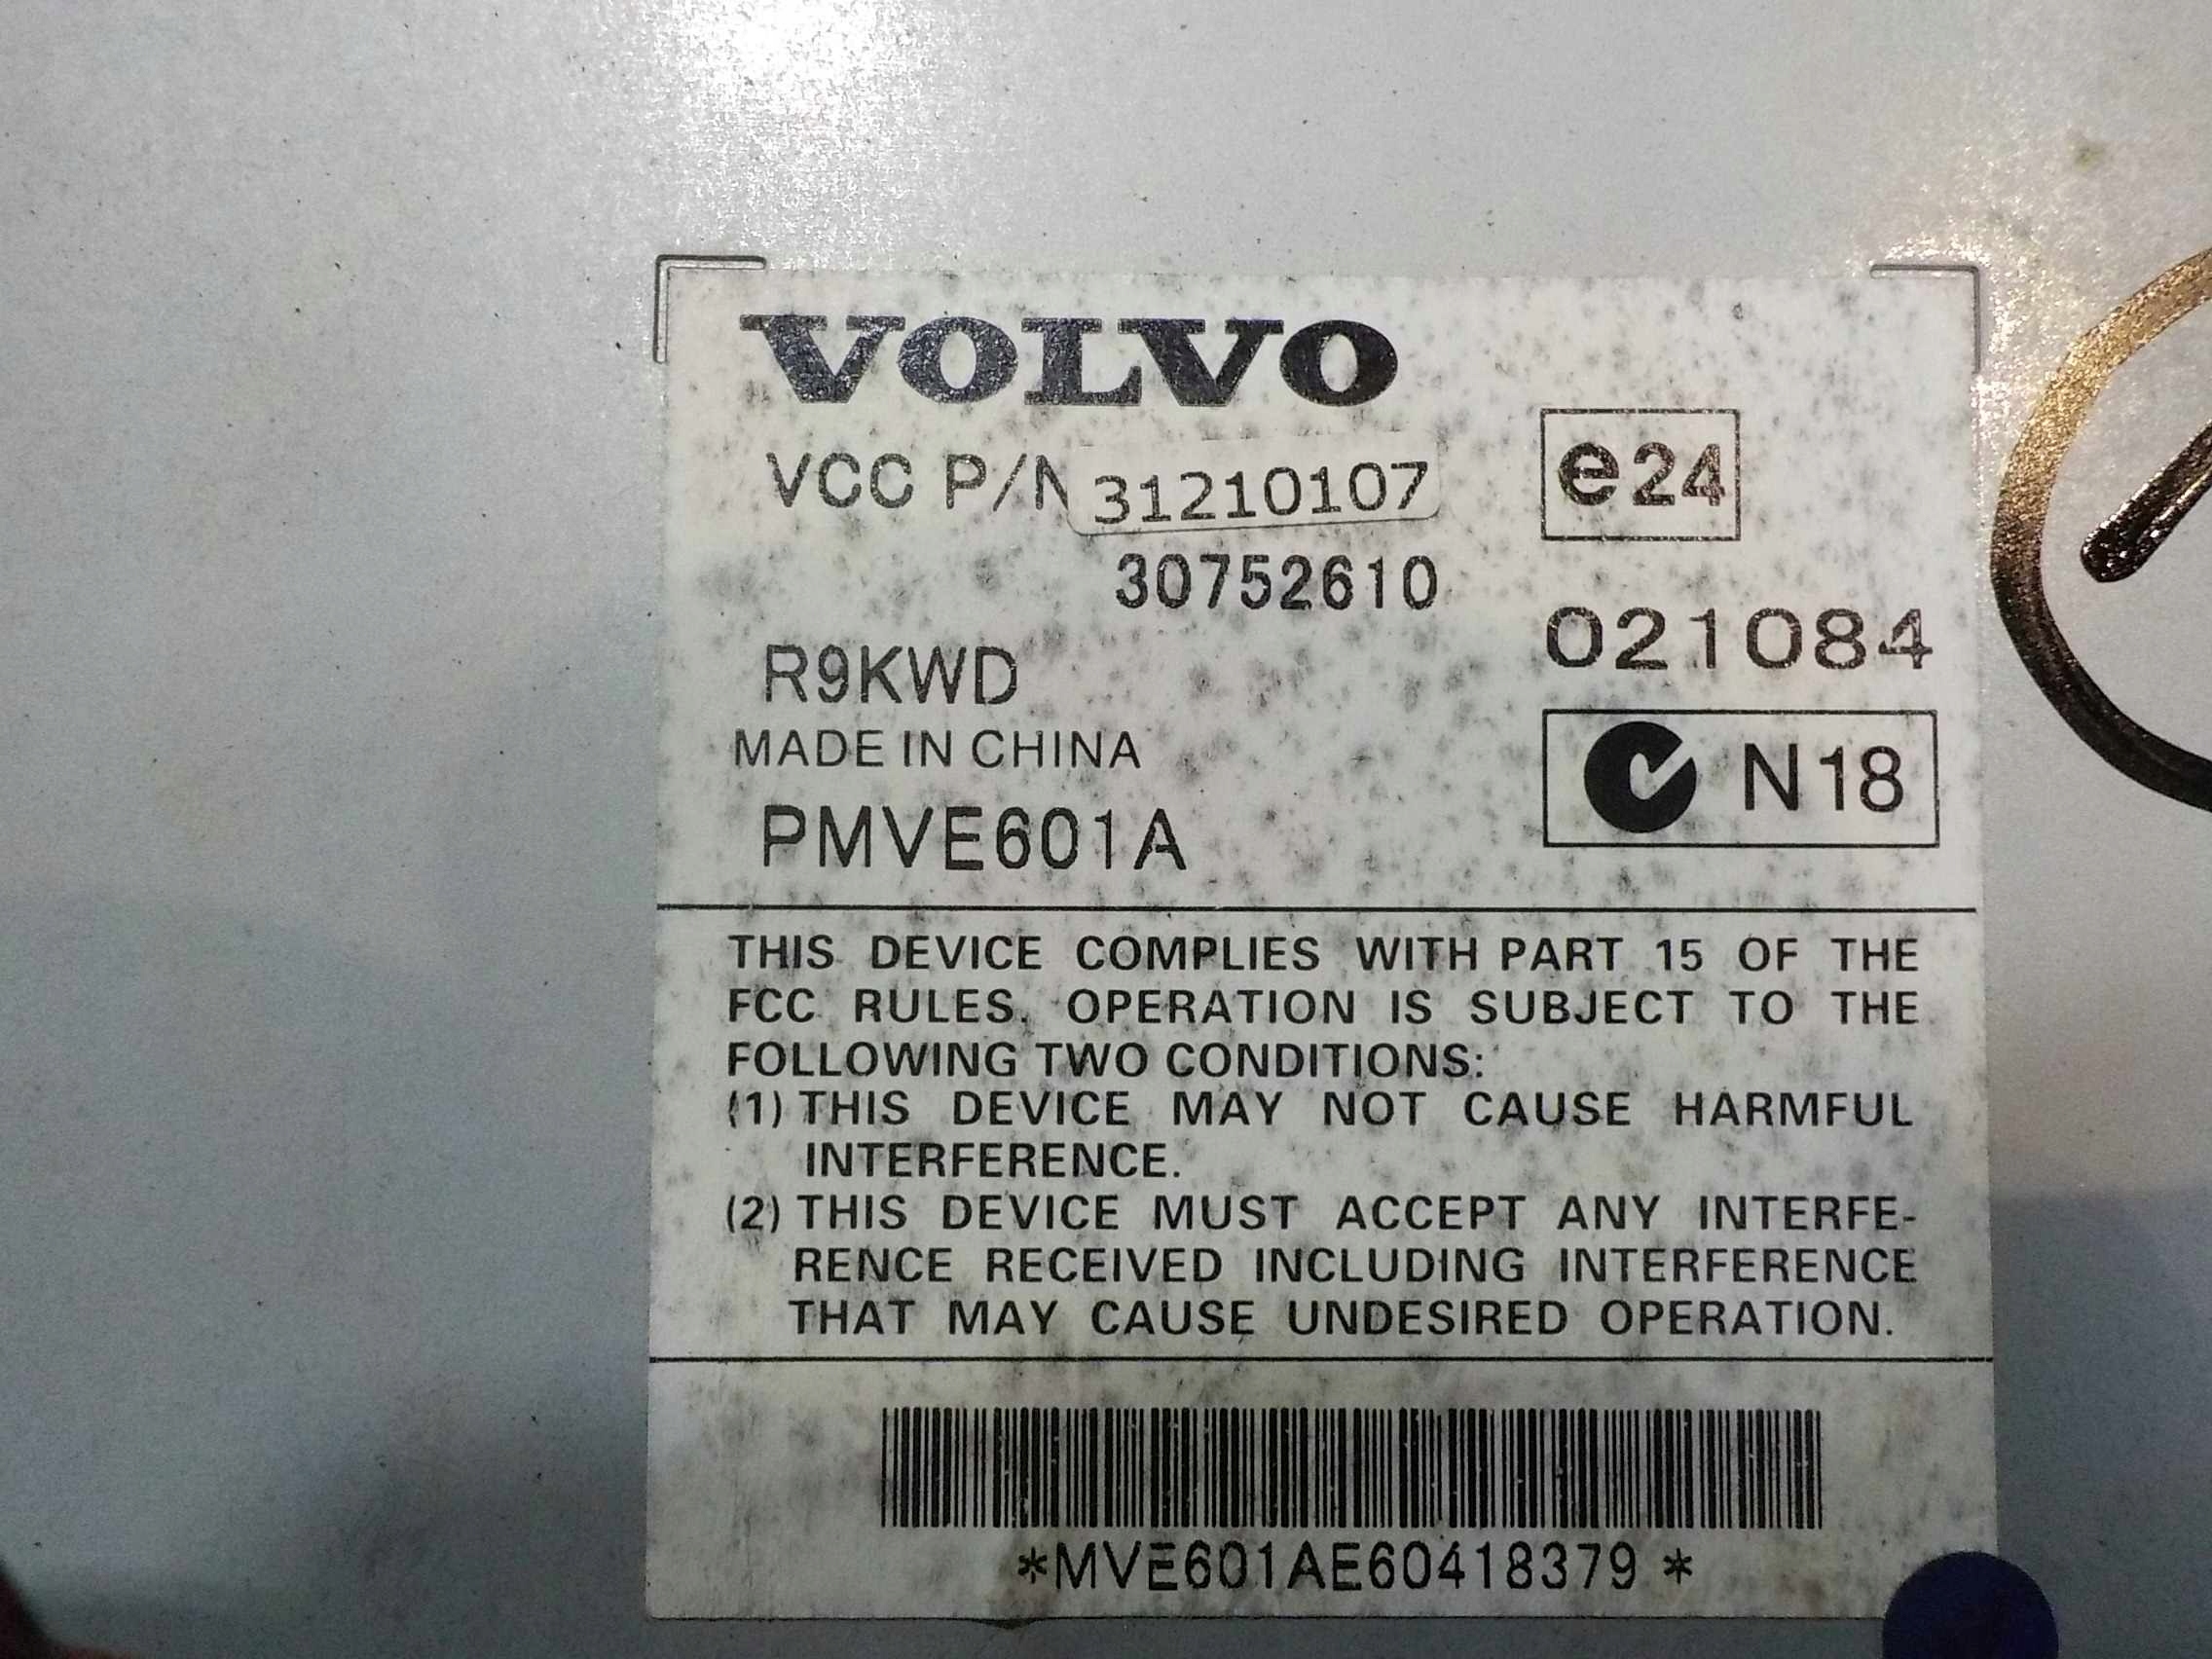 VOLVO
VCC P/N 31210107
30752610
e24
021084
R9KWD
MADE IN CHINA
N18
PMVE601A
THIS DEVICE COMPLIES WITH PART 15 OF THE
FCC RULES. OPERATION IS SUBJECT TO THE
FOLLOWING TWO CONDITIONS:
(1) THIS DEVICE MAY NOT CAUSE HARMFUL
INTERFERENCE.
(2) THIS DEVICE MUST ACCEPT ANY INTERFE-
RENCE RECEIVED INCLUDING INTERFERENCE
THAT MAY CAUSE UNDESIRED OPERATION.
*MVE601AE60418379 *